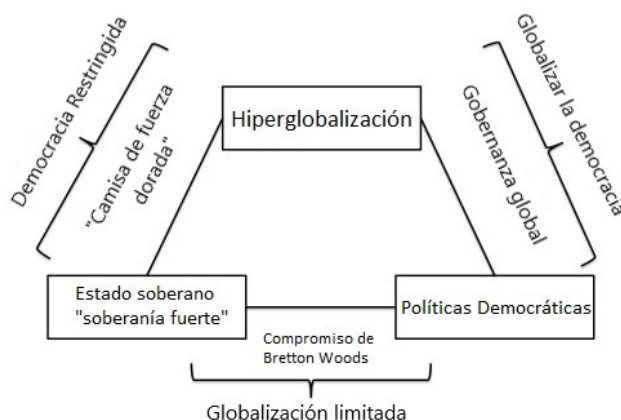 Democracia Restringida
"Camisa de fuerza
dorada"
Hiperglobalización
Gobernanza global
Globalizar la democracia
Estado soberano
"soberanía fuerte"
Políticas Democráticas
Compromiso de
Bretton Woods
Globalización limitada